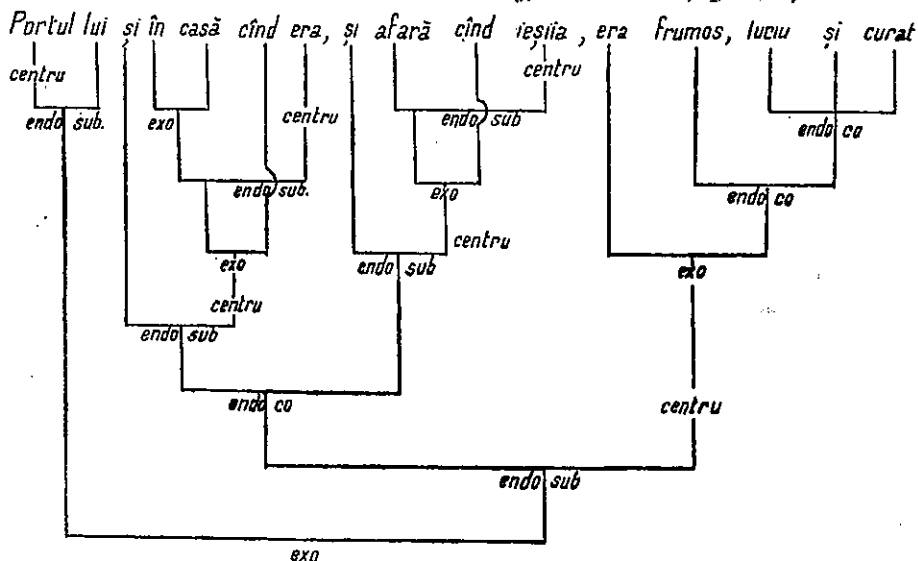 Portul lui și în casă cînd era, și afară cînd ieșiia, era frumos, luciu și curat
centru centru
endo sub. exo centru endo sub endo co
endo sub. exo endo co
exo endo sub centru exo
centru
endo sub
endo co centru
endo sub
exo